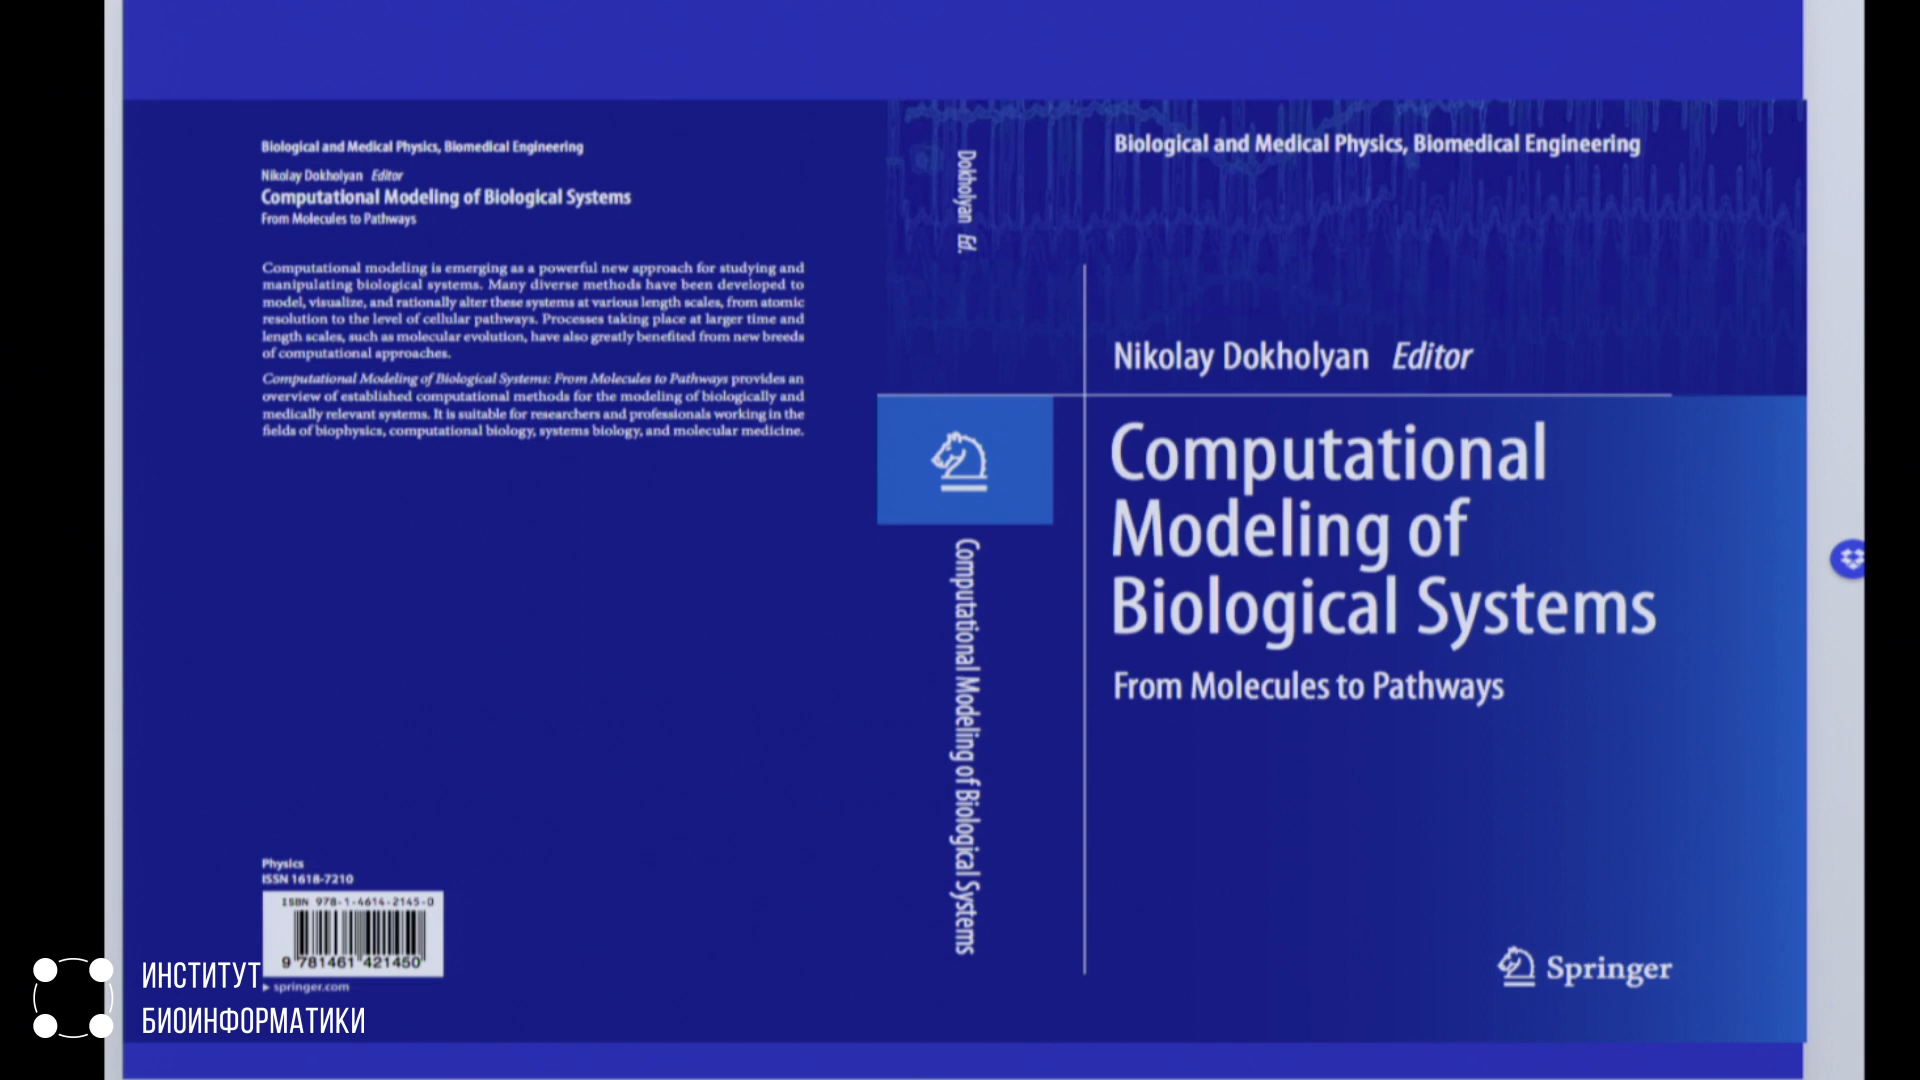 Biological and Medical Physics, Biomedical Engineering
Nikolay Dokholyan Editor
Computational Modeling of Biological Systems
From Molecules to Pathways
Computational modeling is emerging as a powerful new approach for studying and
manipulating biological systems. Many diverse methods have been developed to
model, visualize, and rationally alter these systems at various length scales, from atomic
resolution to the level of cellular pathways. Processes taking place at larger time and
length scales, such as molecular evolution, have also greatly benefited from new breeds
of computational approaches.
Computational Modeling of Biological Systems: From Molecules to Pathways provides an
overview of established computational methods for the modeling of biologically and
medically relevant systems. It is suitable for researchers and professionals working in the
fields of biophysics, computational biology, systems biology, and molecular medicine.
Physics
ISSN 1618-7210
ISBN 978-1-4614-2145-0
9 781461 421450
springer.com
Dokholyan Ed.
Computational Modeling of Biological Systems
Biological and Medical Physics, Biomedical Engineering
Nikolay Dokholyan Editor
Computational
Modeling of
Biological Systems
From Molecules to Pathways
Springer
ИНСТИТУТ
БИОИНФОРМАТИКИ